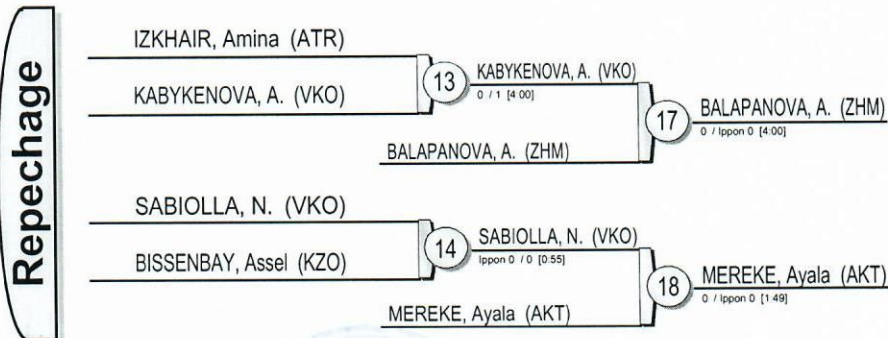 Repechage
IZKHAIR, Amina (ATR)
KABYKENOVA, A. (VKO)
13
KABYKENOVA, A. (VKO)
0 / 1 [4:00]
BALAPANOVA, A. (ZHM)
17
BALAPANOVA, A. (ZHM)
0 / Ippon 0 [4:00]
SABIOLLA, N. (VKO)
BISSENBAY, Assel (KZO)
14
SABIOLLA, N. (VKO)
Ippon 0 / 0 [0:55]
MEREKE, Ayala (AKT)
18
MEREKE, Ayala (AKT)
0 / Ippon 0 [1:49]